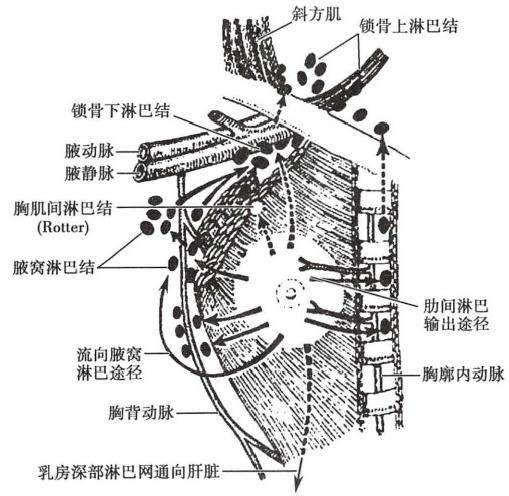 斜方肌
锁骨上淋巴结
锁骨下淋巴结
腋动脉
腋静脉
胸肌间淋巴结
(Rotter)
腋窝淋巴结
肋间淋巴
输出途径
流向腋窝
淋巴途径
胸廓内动脉
胸背动脉
乳房深部淋巴网通向肝脏